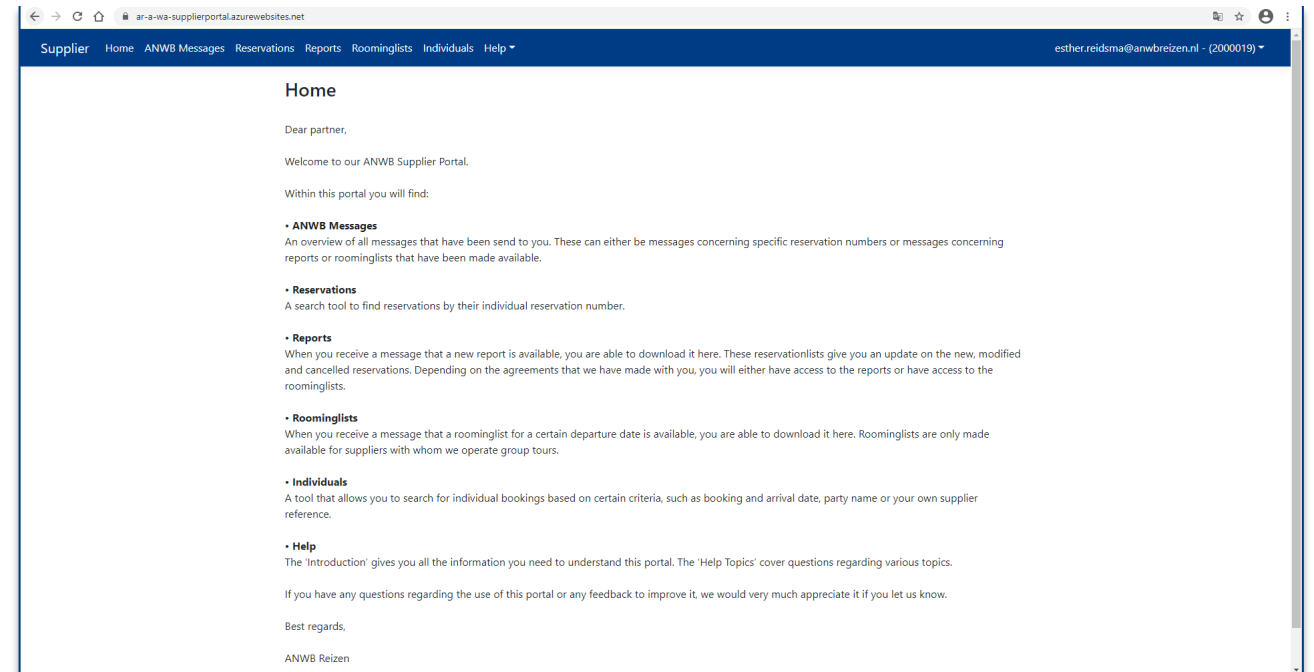 ar-a-wa-supplierportal.azurewebsites.net
Supplier Home ANWB Messages Reservations Reports Roominglists Individuals Help esther.reidsma@anwbreizen.nl - (2000019)
Home
Dear partner,
Welcome to our ANWB Supplier Portal.
Within this portal you will find:
• ANWB Messages
An overview of all messages that have been send to you. These can either be messages concerning specific reservation numbers or messages concerning
reports or roominglists that have been made available.
• Reservations
A search tool to find reservations by their individual reservation number.
• Reports
When you receive a message that a new report is available, you are able to download it here. These reservationlists give you an update on the new, modified
and cancelled reservations. Depending on the agreements that we have made with you, you will either have access to the reports or have access to the
roominglists.
• Roominglists
When you receive a message that a roominglist for a certain departure date is available, you are able to download it here. Roominglists are only made
available for suppliers with whom we operate group tours.
• Individuals
A tool that allows you to search for individual bookings based on certain criteria, such as booking and arrival date, party name or your own supplier
reference.
• Help
The 'Introduction' gives you all the information you need to understand this portal. The 'Help Topics' cover questions regarding various topics.
If you have any questions regarding the use of this portal or any feedback to improve it, we would very much appreciate it if you let us know.
Best regards,
ANWB Reizen